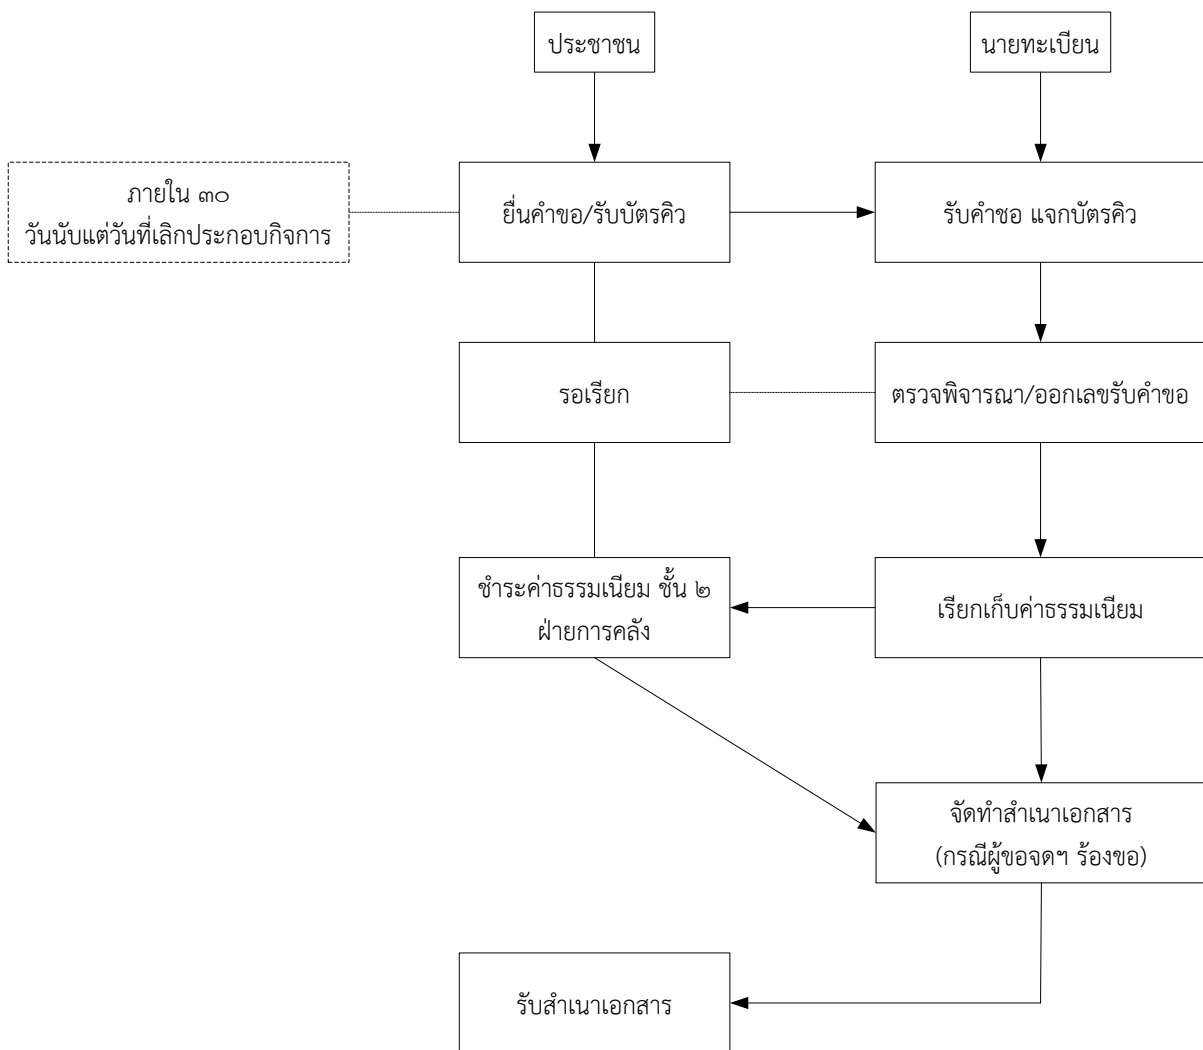 ประชาชน
นายทะเบียน
ภายใน ๓๐
วันนับแต่วันที่เลิกประกอบกิจการ
ยื่นคำขอ/รับบัตรคิว
รับคำชอ แจกบัตรคิว
รอเรียก
ตรวจพิจารณา/ออกเลขรับคำขอ
ชำระค่าธรรมเนียม ชั้น ๒
ฝ่ายการคลัง
เรียกเก็บค่าธรรมเนียม
จัดทำสำเนาเอกสาร
(กรณีผู้ขอจดฯ ร้องขอ)
รับสำเนาเอกสาร